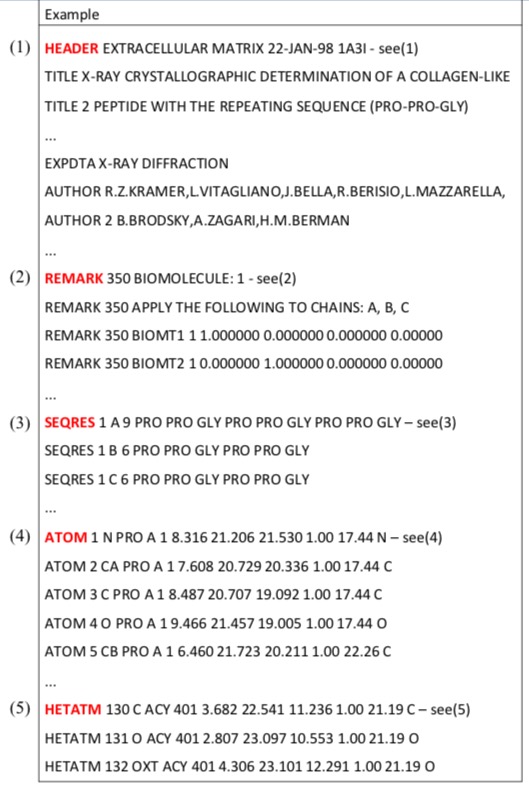 Example
(1) HEADER EXTRACELLULAR MATRIX 22-JAN-98 1A3I - see(1)
TITLE X-RAY CRYSTALLOGRAPHIC DETERMINATION OF A COLLAGEN-LIKE
TITLE 2 PEPTIDE WITH THE REPEATING SEQUENCE (PRO-PRO-GLY)
...
EXPDTA X-RAY DIFFRACTION
AUTHOR R.Z.KRAMER,L.VITAGLIANO,J.BELLA,R.BERISIO,L.MAZZARELLA,
AUTHOR 2 B.BRODSKY,A.ZAGARI,H.M.BERMAN
...
(2) REMARK 350 BIOMOLECULE: 1 - see(2)
REMARK 350 APPLY THE FOLLOWING TO CHAINS: A, B, C
REMARK 350 BIOMT1 1 1.000000 0.000000 0.000000 0.00000
REMARK 350 BIOMT2 1 0.000000 1.000000 0.000000 0.00000
...
(3) SEQRES 1 A 9 PRO PRO GLY PRO PRO GLY PRO PRO GLY – see(3)
SEQRES 1 B 6 PRO PRO GLY PRO PRO GLY
SEQRES 1 C 6 PRO PRO GLY PRO PRO GLY
...
(4) ATOM 1 N PRO A 1 8.316 21.206 21.530 1.00 17.44 N – see(4)
ATOM 2 CA PRO A 1 7.608 20.729 20.336 1.00 17.44 C
ATOM 3 C PRO A 1 8.487 20.707 19.092 1.00 17.44 C
ATOM 4 O PRO A 1 9.466 21.457 19.005 1.00 17.44 O
ATOM 5 CB PRO A 1 6.460 21.723 20.211 1.00 22.26 C
...
(5) HETATM 130 C ACY 401 3.682 22.541 11.236 1.00 21.19 C – see(5)
HETATM 131 O ACY 401 2.807 23.097 10.553 1.00 21.19 O
HETATM 132 OXT ACY 401 4.306 23.101 12.291 1.00 21.19 O